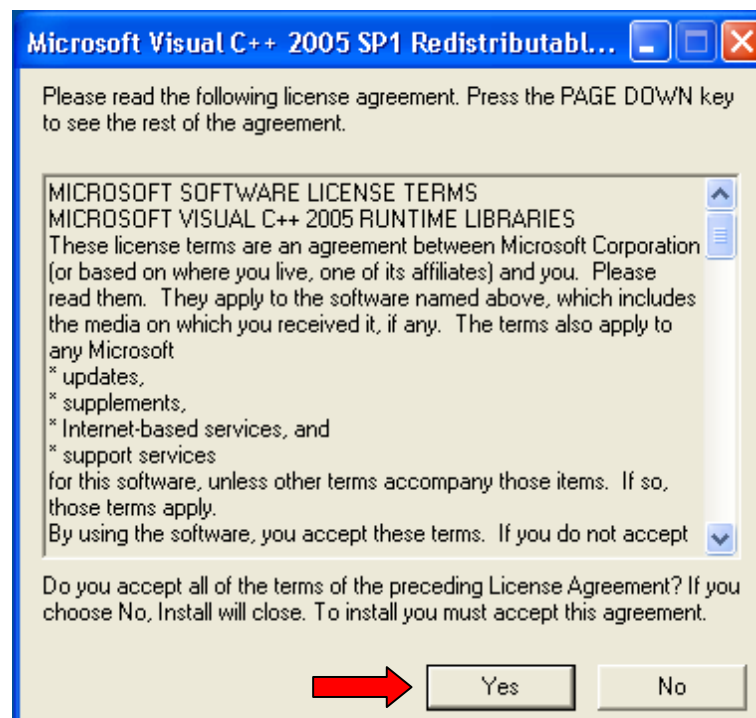 Microsoft Visual C++ 2005 SP1 Redistributabl...
Please read the following license agreement. Press the PAGE DOWN key
to see the rest of the agreement.
MICROSOFT SOFTWARE LICENSE TERMS
MICROSOFT VISUAL C++ 2005 RUNTIME LIBRARIES
These license terms are an agreement between Microsoft Corporation
(or based on where you live, one of its affiliates) and you.  Please
read them.  They apply to the software named above, which includes
the media on which you received it, if any.  The terms also apply to
any Microsoft
* updates,
* supplements,
* Internet-based services, and
* support services
for this software, unless other terms accompany those items.  If so,
those terms apply.
By using the software, you accept these terms.  If you do not accept
Do you accept all of the terms of the preceding License Agreement? If you
choose No, Install will close. To install you must accept this agreement.
Yes No